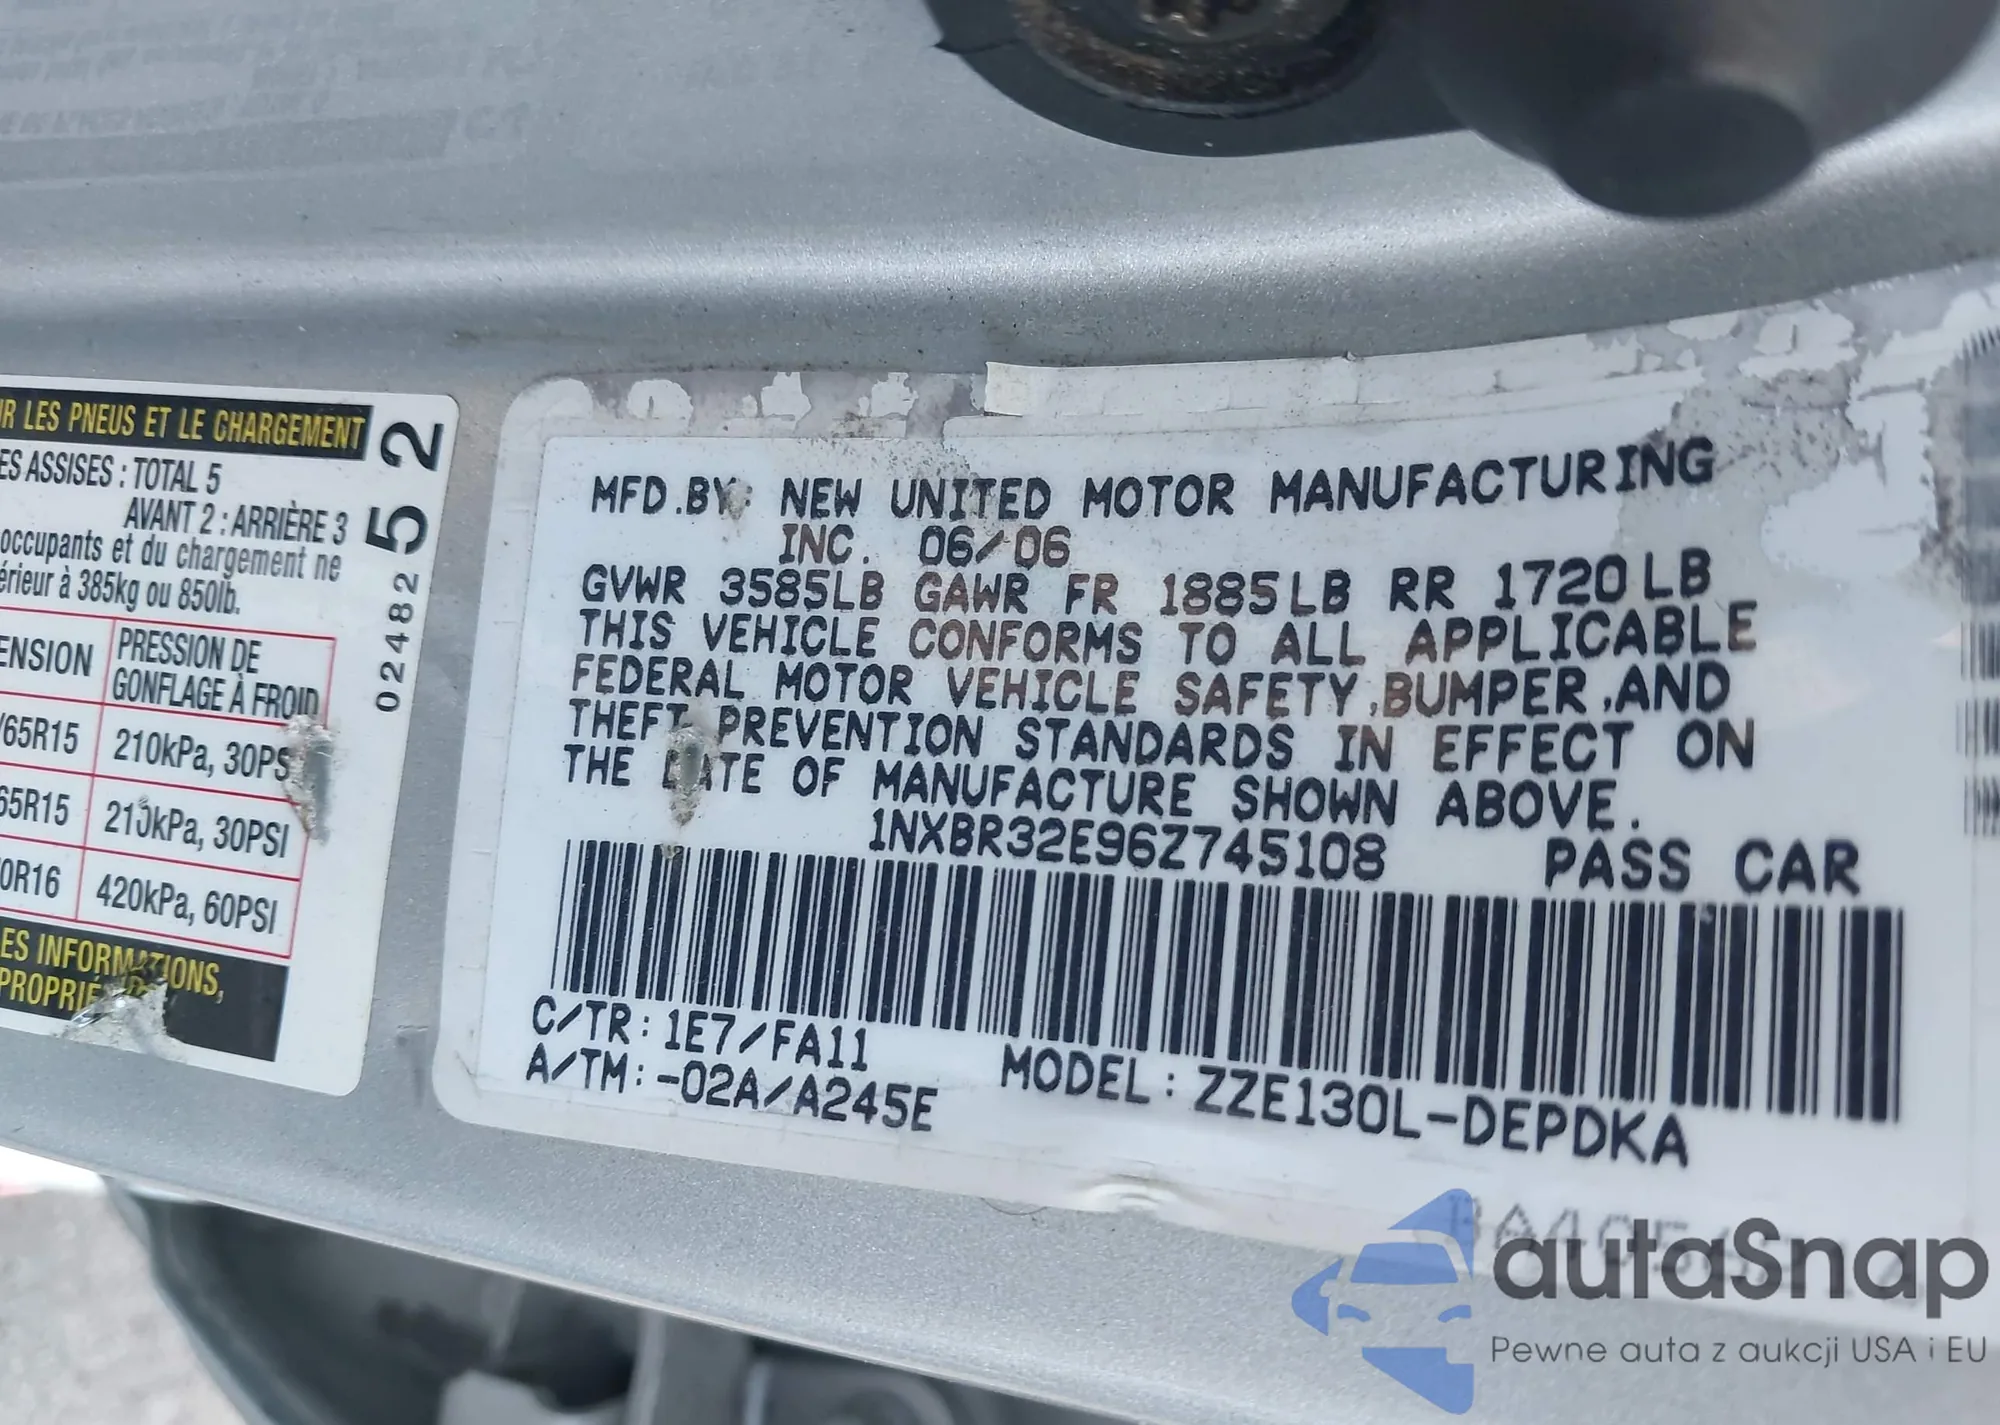 R LES PNEUS ET LE CHARGEMENT
ES ASSISES : TOTAL 5
AVANT 2 : ARRIÈRE 3
occupants et du chargement ne
érieur à 385kg ou 850lb.
ENSION
PRESSION DE
GONFLAGE À FROID
/65R15
210kPa, 30PSI
65R15
210kPa, 30PSI
0R16
420kPa, 60PSI
ES INFORMATIONS,
02482 52
MFD.BY: NEW UNITED MOTOR MANUFACTURING
INC. 06/06
GVWR 3585LB GAWR FR 1885LB RR 1720LB
THIS VEHICLE CONFORMS TO ALL APPLICABLE
FEDERAL MOTOR VEHICLE SAFETY,BUMPER,AND
THEFT PREVENTION STANDARDS IN EFFECT ON
THE DATE OF MANUFACTURE SHOWN ABOVE.
1NXBR32E96Z745108 PASS CAR
C/TR: 1E7/FA11
A/TM: -02A/A245E
MODEL: ZZE130L-DEPDKA
autaSnap
Pewne auta z aukcji USA i EU